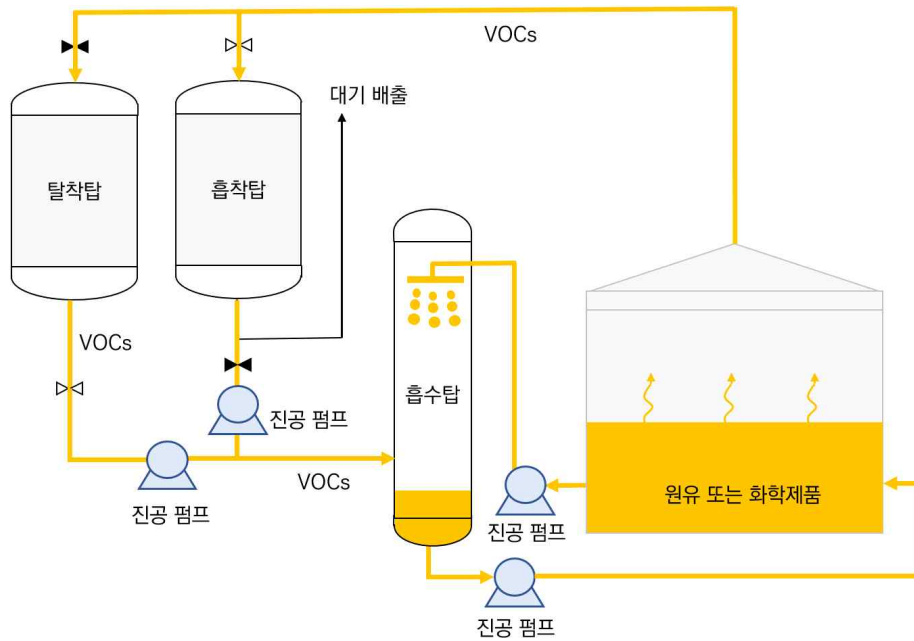 VOCs
대기 배출
탈착탑
흡착탑
VOCs
흡수탑
진공 펌프
VOCs
진공 펌프
원유 또는 화학제품
진공 펌프
진공 펌프